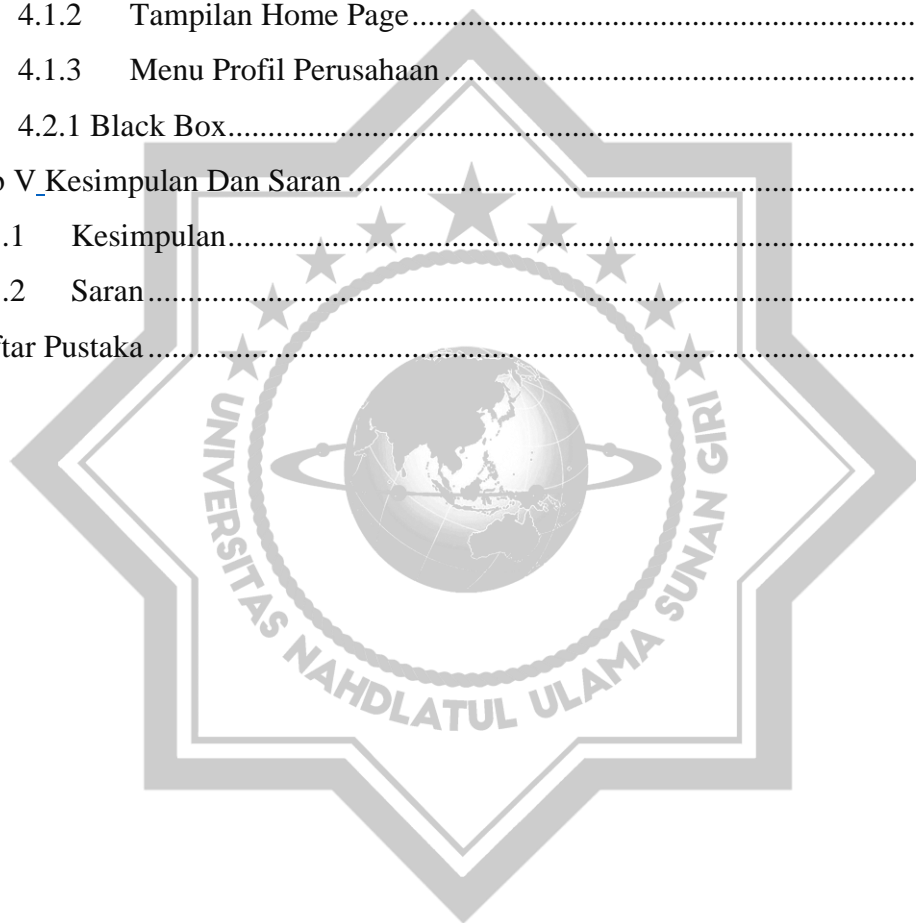 4.1.2 Tampilan Home Page
4.1.3 Menu Profil Perusahaan
4.2.1 Black Box
V Kesimpulan Dan Saran
.1 Kesimpulan
.2 Saran
tar Pustaka
UNIVERSITAS NAHDLATUL ULAMA SUNAN GIRI